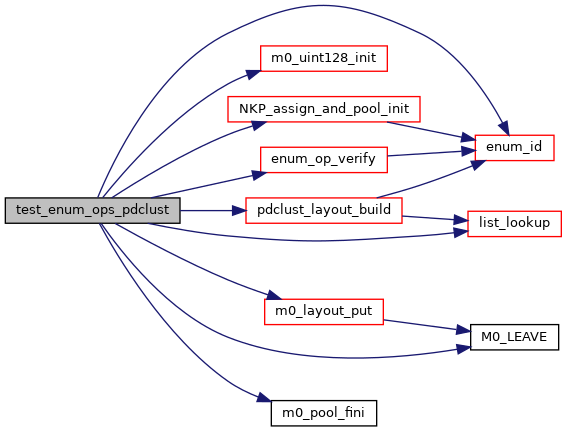 test_enum_ops_pdclust
m0_uint128_init
NKP_assign_and_pool_init
enum_op_verify
pdclust_layout_build
m0_layout_put
m0_pool_fini
enum_id
list_lookup
M0_LEAVE